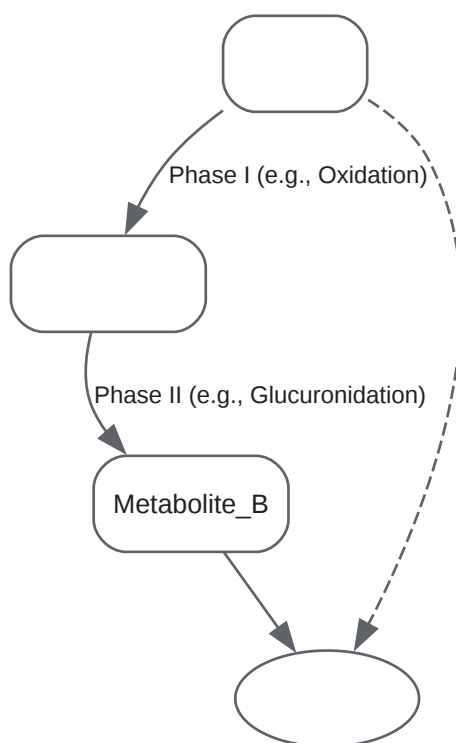 Phase I (e.g., Oxidation)
Phase II (e.g., Glucuronidation)
Metabolite_B